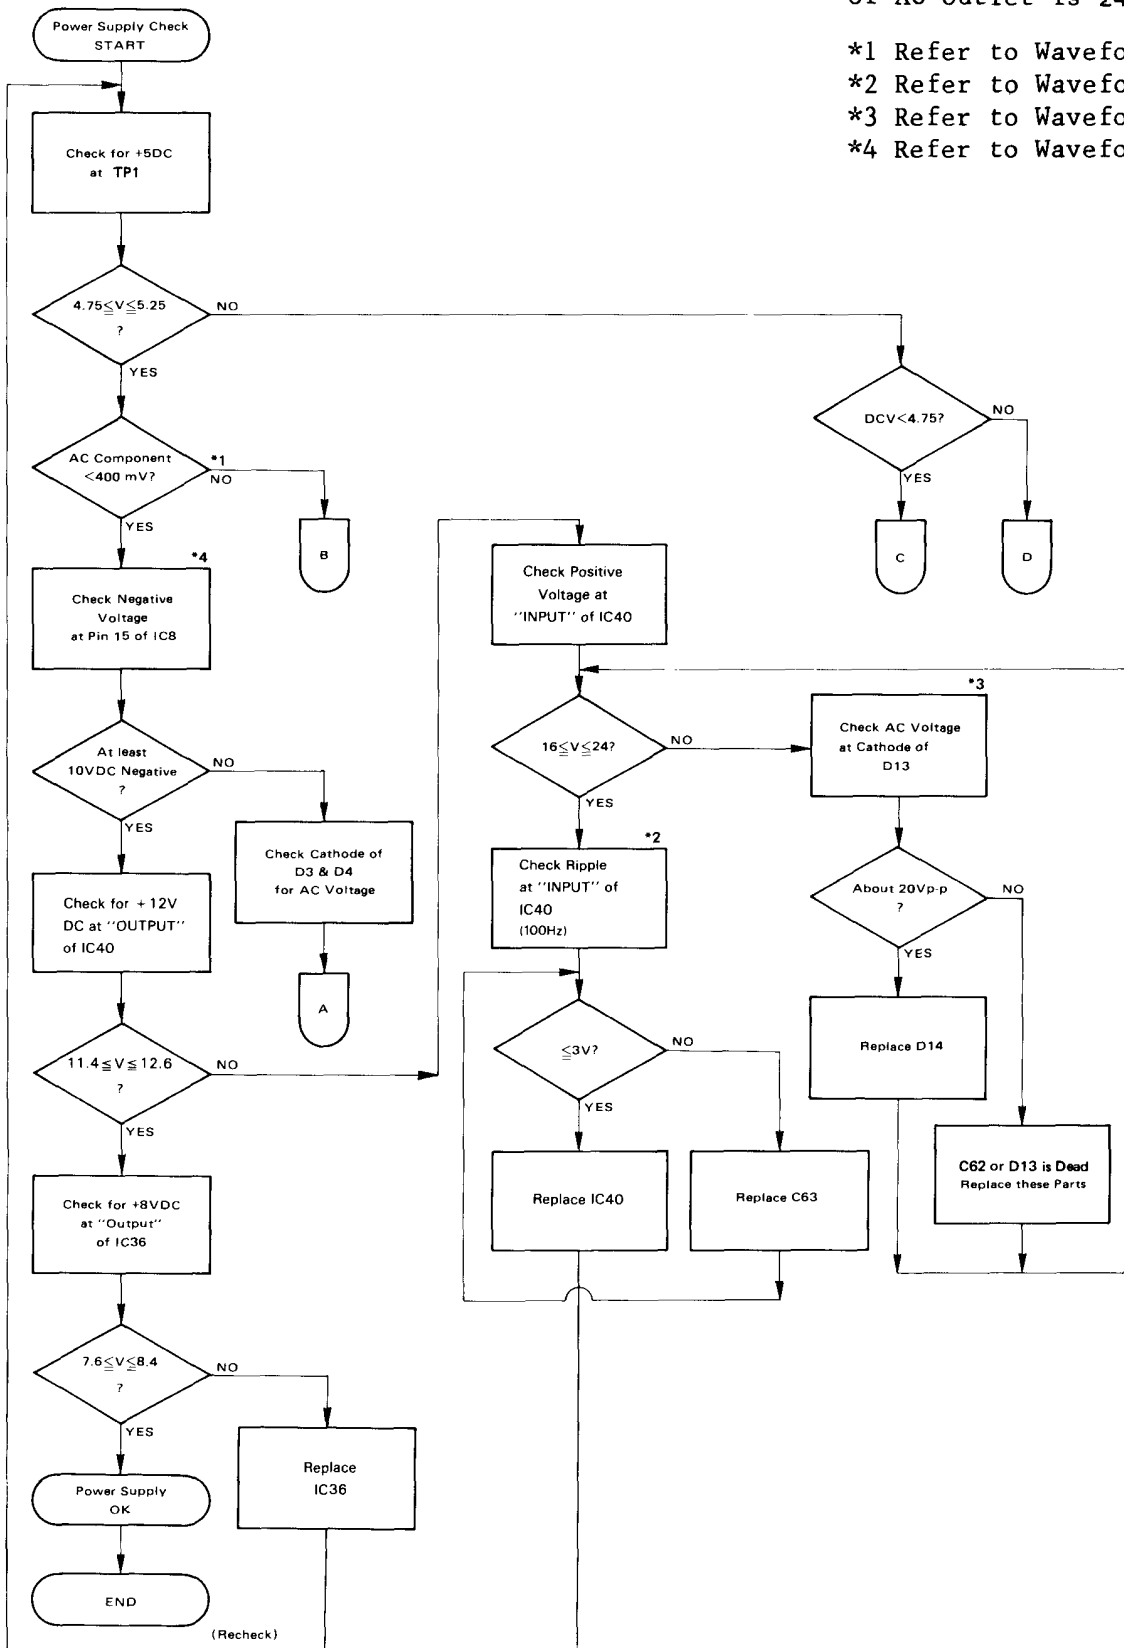 of AC outlet is 24
*1 Refer to Wavefo
*2 Refer to Wavefo
*3 Refer to Wavefo
*4 Refer to Wavefo
Power Supply Check
START
Check for +5DC
at TP1
4.75≦V≦5.25
?
NO
YES
DCV<4.75?
NO
YES
C
D
AC Component
<400 mV?
*1
NO
YES
B
*4
Check Negative
Voltage
at Pin 15 of IC8
At least
10VDC Negative
?
NO
YES
Check Cathode of
D3 & D4
for AC Voltage
A
Check for + 12V
DC at "OUTPUT"
of IC40
11.4≦V≦12.6
?
NO
YES
Check for +8VDC
at "Output"
of IC36
7.6≦V≦8.4
?
NO
YES
Replace
IC36
Power Supply
OK
END
(Recheck)
Check Positive
Voltage at
"INPUT" of IC40
16≦V≦24?
NO
YES
*2
Check Ripple
at "INPUT" of
IC40
(100Hz)
≦3V?
NO
YES
Replace IC40
Replace C63
*3
Check AC Voltage
at Cathode of
D13
About 20Vp-p
?
NO
YES
Replace D14
C62 or D13 is Dead
Replace these Parts